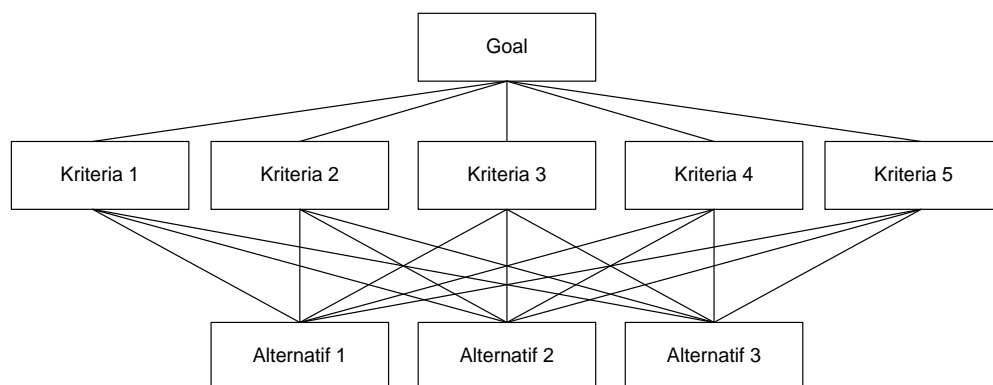 Goal
Kriteria 1
Kriteria 2
Kriteria 3
Kriteria 4
Kriteria 5
Alternatif 1
Alternatif 2
Alternatif 3